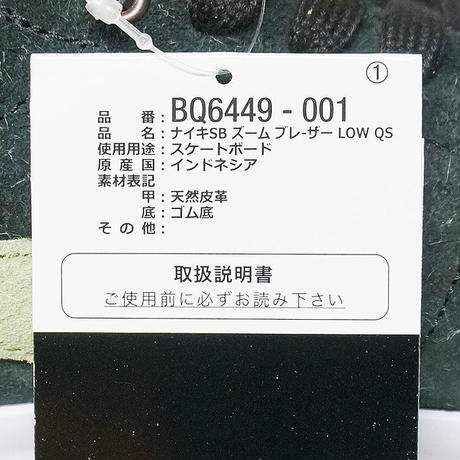 ①
品番：BQ6449 - 001
品名：ナイキSB ズーム ブレ-ザー LOW QS
使用用途：スケートボード
原産国：インドネシア
素材表記
甲：天然皮革
底：ゴム底
その他：
取扱説明書
ご使用前に必ずお読み下さい